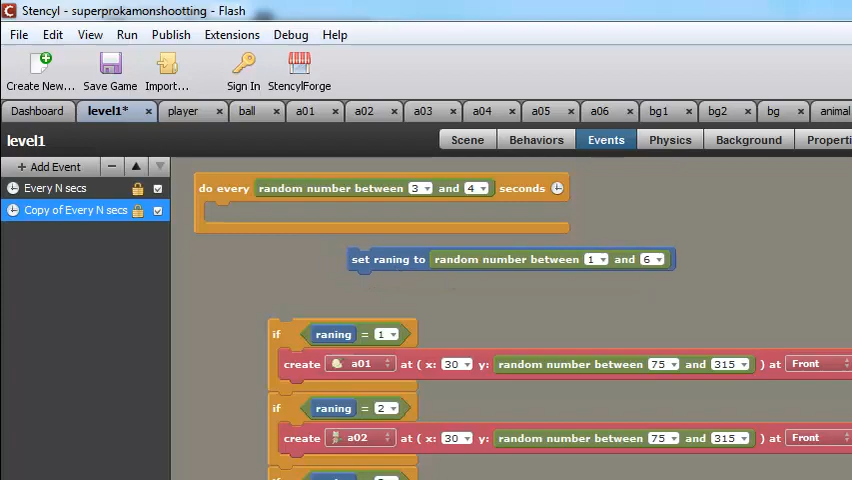 Stencyl - superprokamonshootting - Flash
File Edit View Run Publish Extensions Debug Help
Create New... Save Game Import... Sign In StencylForge
Dashboard level1* × player × ball × a01 × a02 × a03 × a04 × a05 × a06 × bg1 × bg2 × bg × animal
level1 Scene Behaviors Events Physics Background Properti
+ Add Event
Every N secs
Copy of Every N secs
do every random number between 3 and 4 seconds
set raning to random number between 1 and 6
if raning = 1
create a01 at ( x: 30 y: random number between 75 and 315 ) at Front
if raning = 2
create a02 at ( x: 30 y: random number between 75 and 315 ) at Front